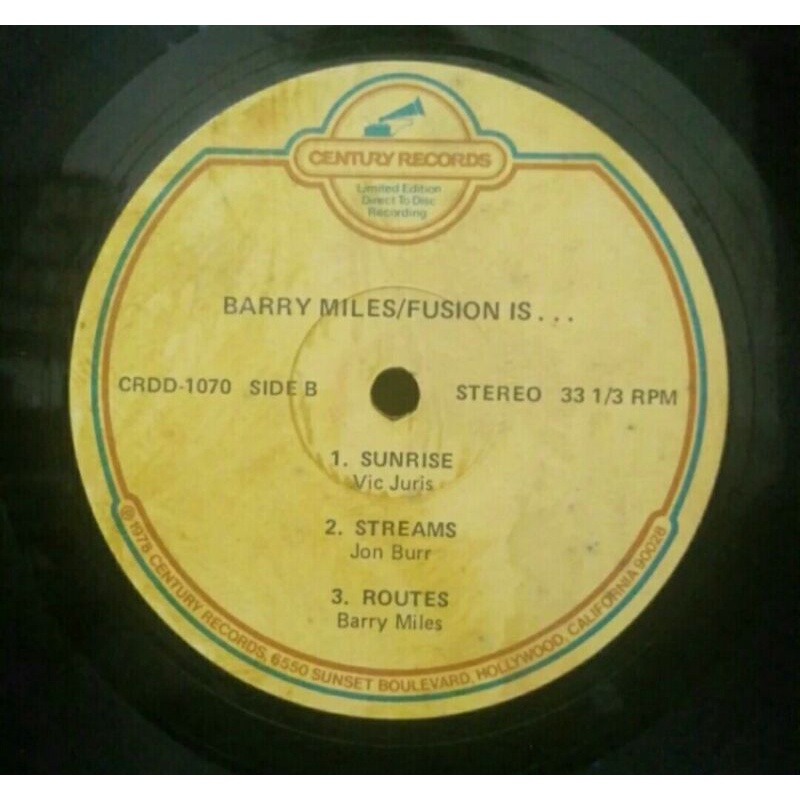 CENTURY RECORDS
Limited Edition
Direct To Disc
Recording
BARRY MILES/FUSION IS...
CRDD-1070 SIDE B
STEREO 33 1/3 RPM
1. SUNRISE
Vic Juris
2. STREAMS
Jon Burr
3. ROUTES
Barry Miles
℗ 1978 CENTURY RECORDS, 6550 SUNSET BOULEVARD, HOLLYWOOD, CALIFORNIA 90028